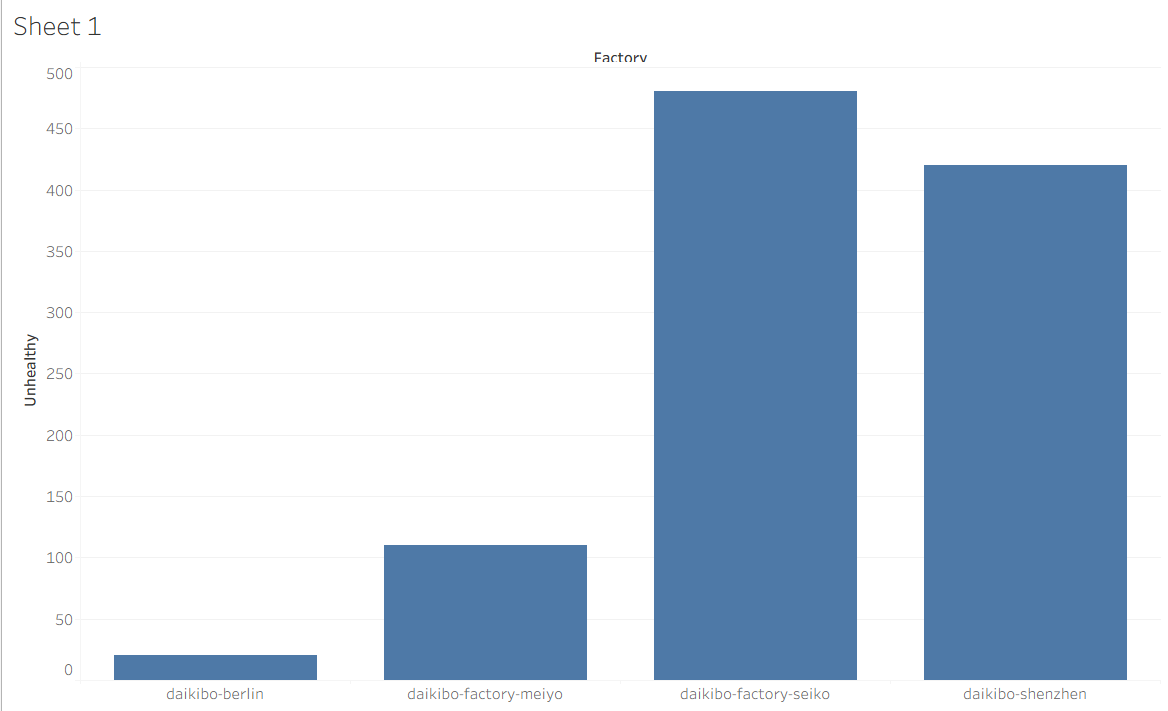 Sheet 1
Factory
500
450
400
350
300
250
200
150
100
50
0
Unhealthy
daikibo-berlin
daikibo-factory-meiyo
daikibo-factory-seiko
daikibo-shenzhen